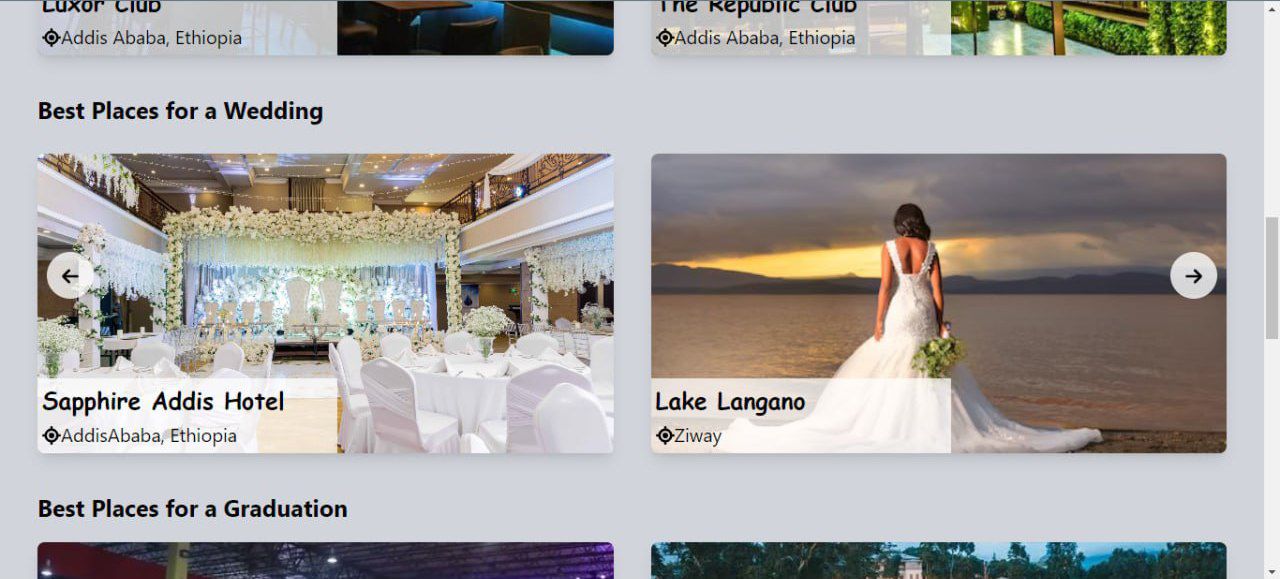 Luxor Club
The Republic Club
Addis Ababa, Ethiopia
Addis Ababa, Ethiopia
Best Places for a Wedding
Sapphire Addis Hotel
Lake Langano
AddisAbaba, Ethiopia
Ziway
Best Places for a Graduation